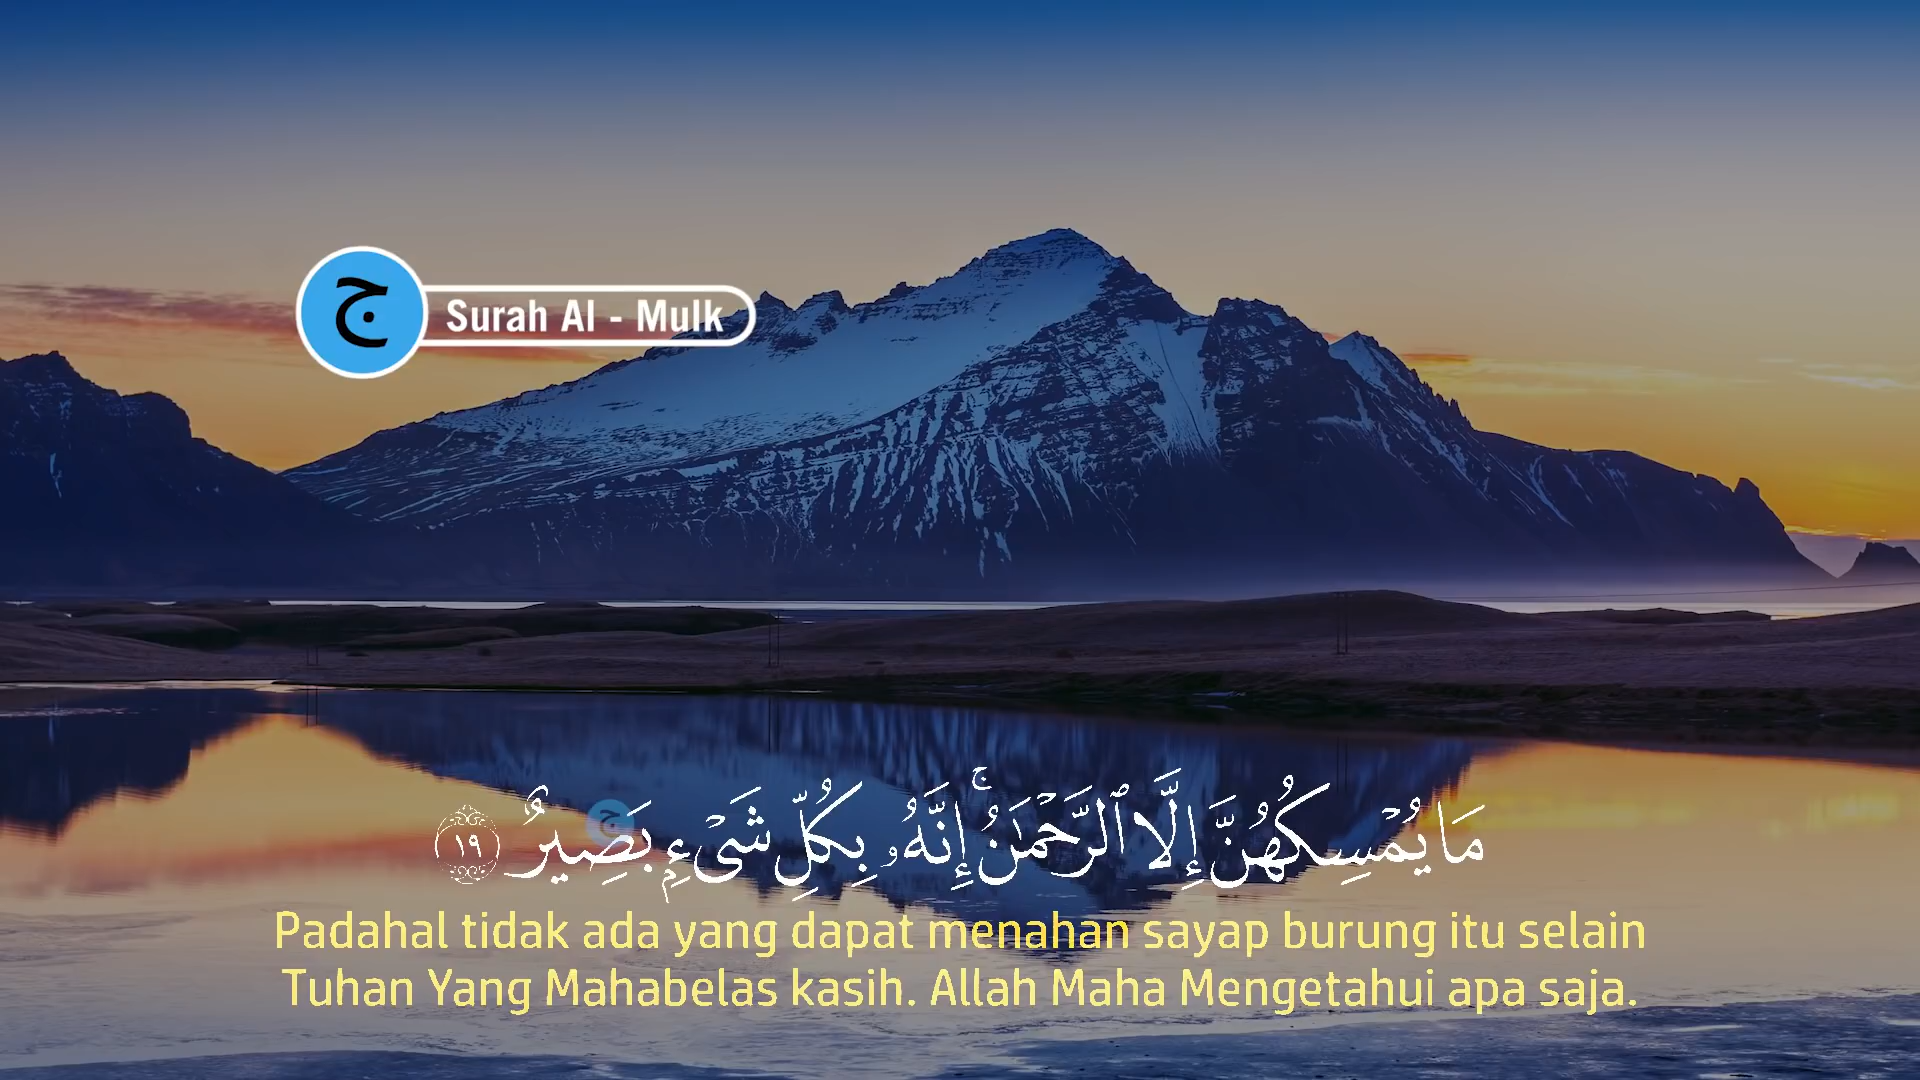 ج
Surah Al - Mulk
مَا يُمْسِكُهُنَّ إِلَّا ٱلرَّحْمَـٰنُ ۚ إِنَّهُۥ بِكُلِّ شَىْءٍۭ بَصِيرٌ ١٩
ج
Padahal tidak ada yang dapat menahan sayap burung itu selain
Tuhan Yang Mahabelas kasih. Allah Maha Mengetahui apa saja.